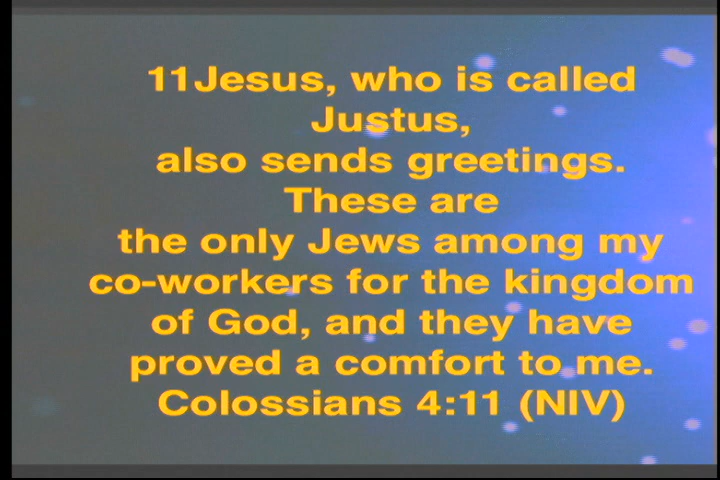 11Jesus, who is called
Justus,
also sends greetings.
These are
the only Jews among my
co-workers for the kingdom
of God, and they have
proved a comfort to me.
Colossians 4:11 (NIV)